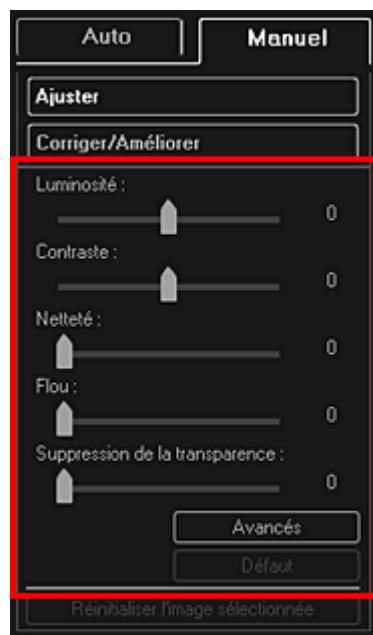 Auto Manuel
Ajuster
Corriger/Améliorer
Luminosité :
0
Contraste :
0
Netteté :
0
Flou :
0
Suppression de la transparence :
0
Avancés
Défaut
Réinitialiser l'image sélectionnée